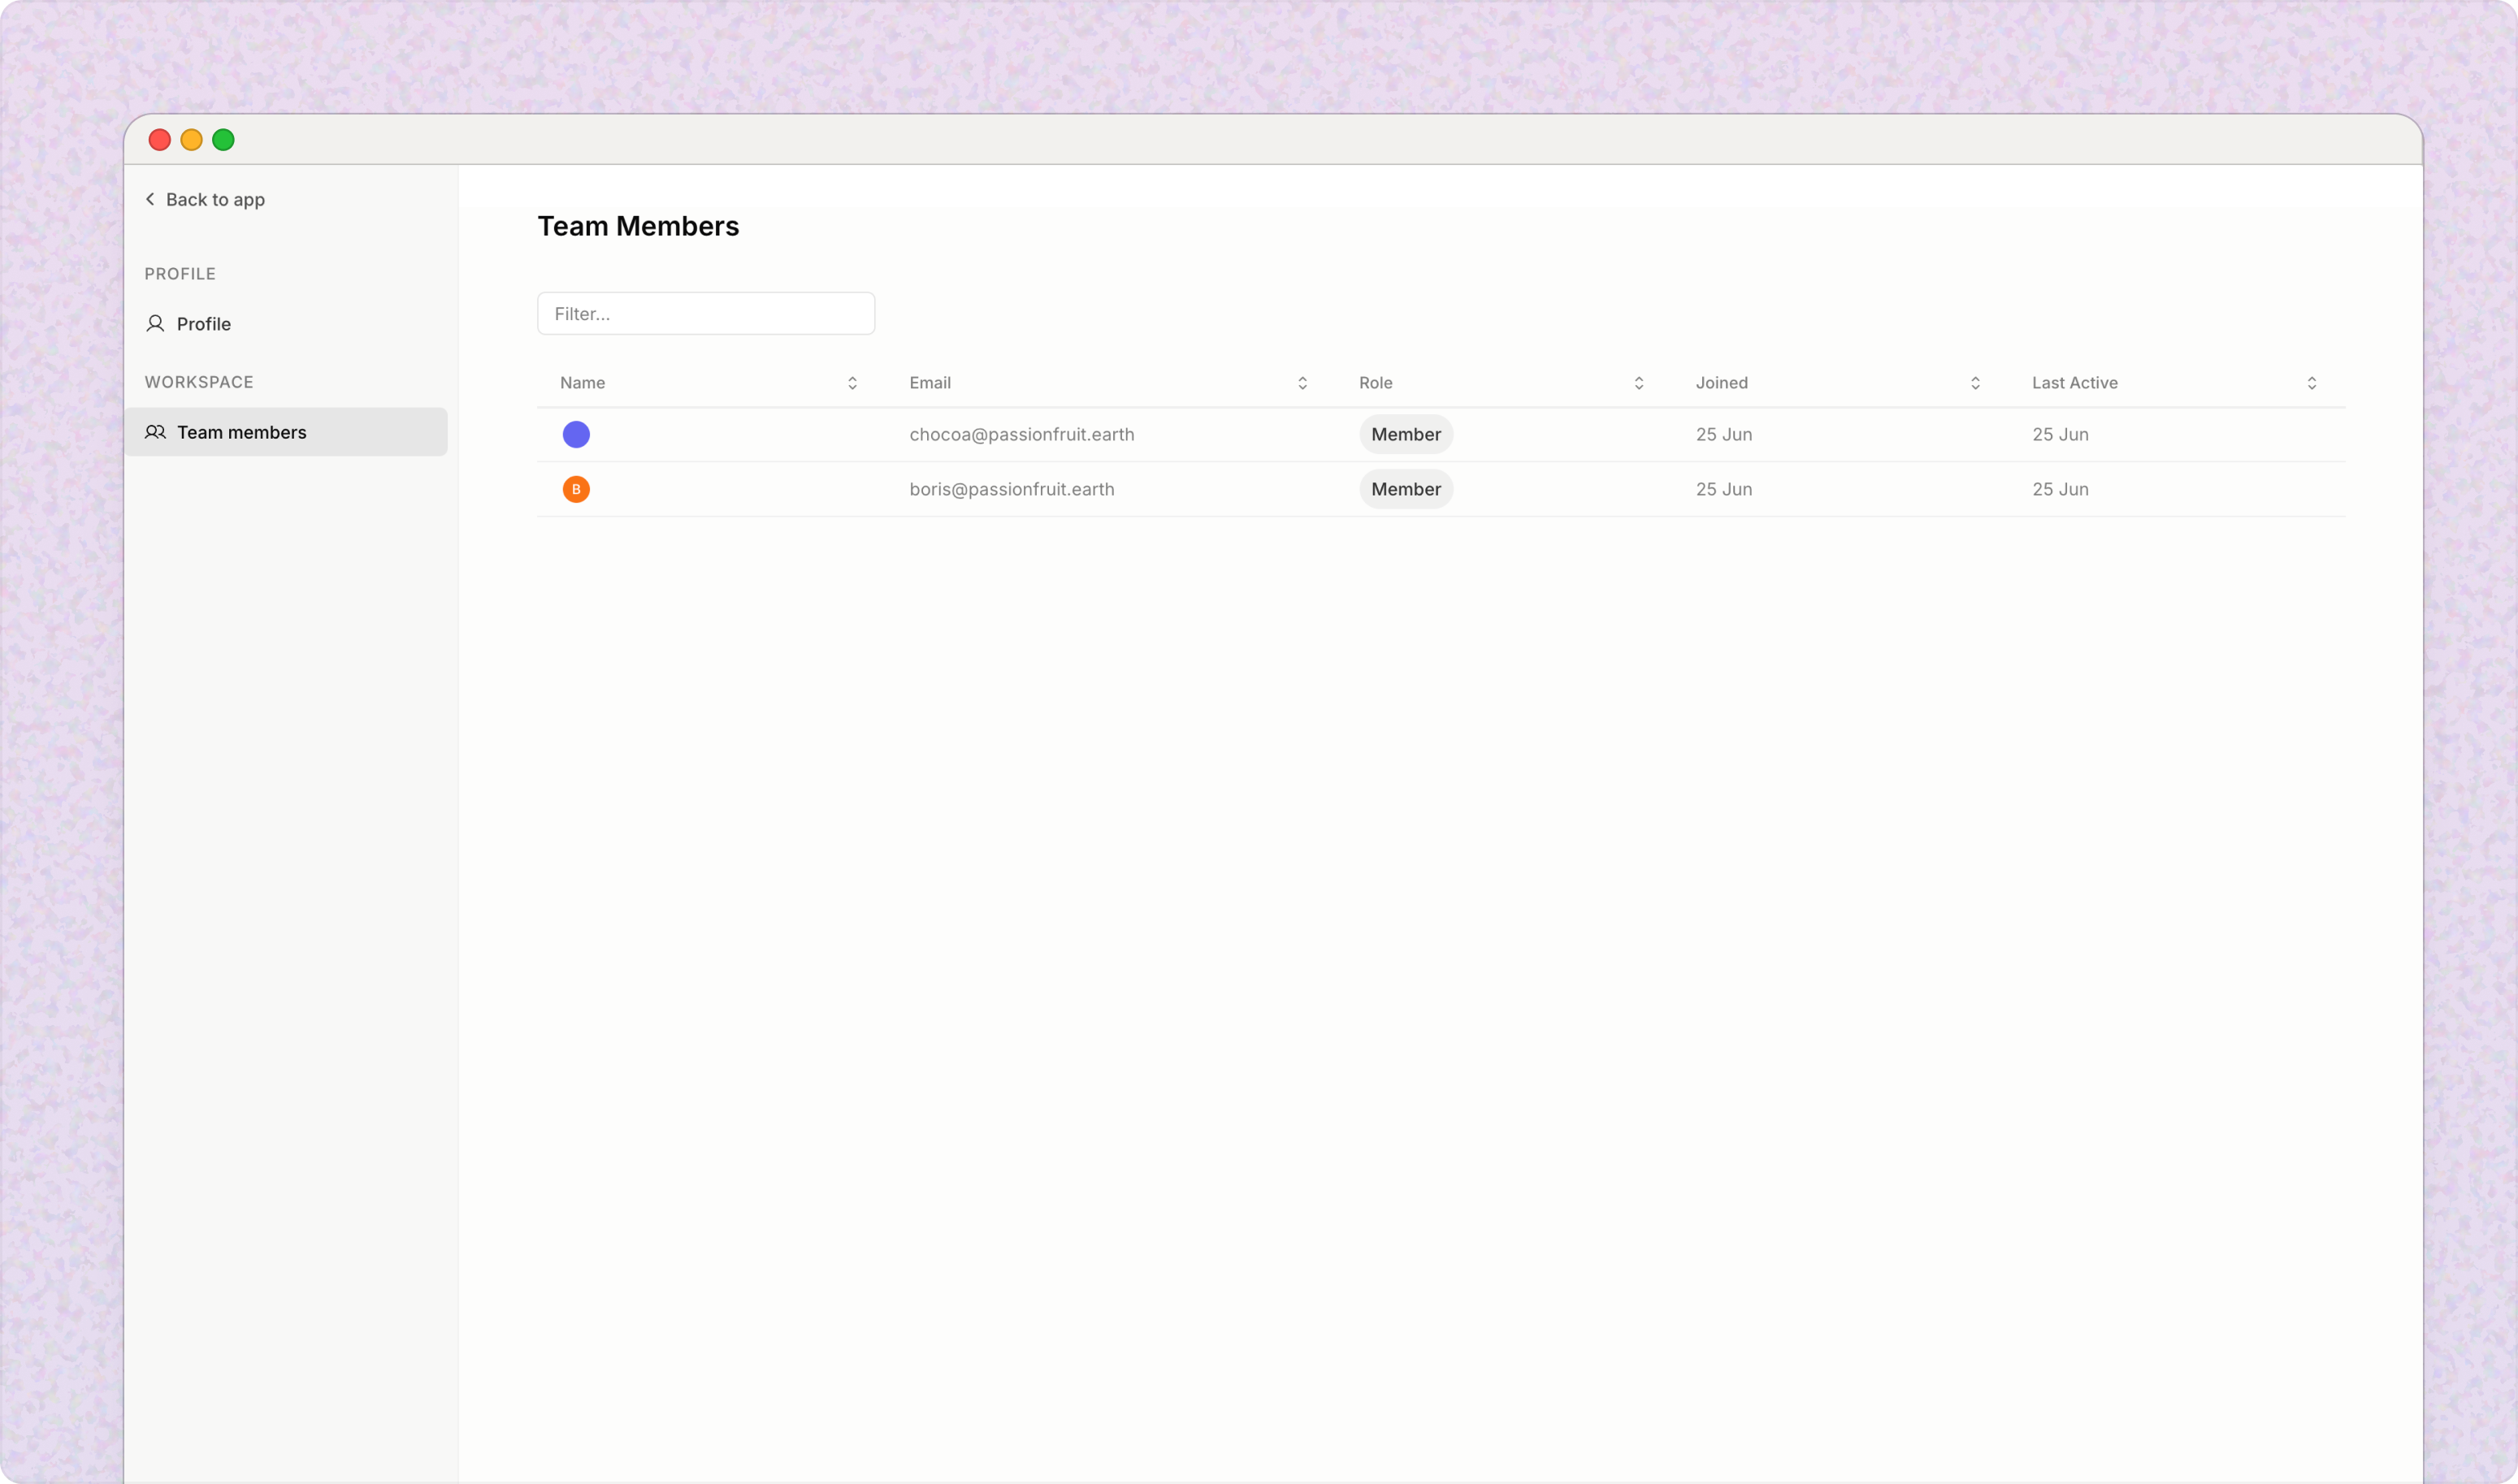 Back to app
PROFILE
Profile
WORKSPACE
Team members
Team Members
Filter...
Name Email Role Joined Last Active
chocoa@passionfruit.earth Member 25 Jun 25 Jun
B boris@passionfruit.earth Member 25 Jun 25 Jun